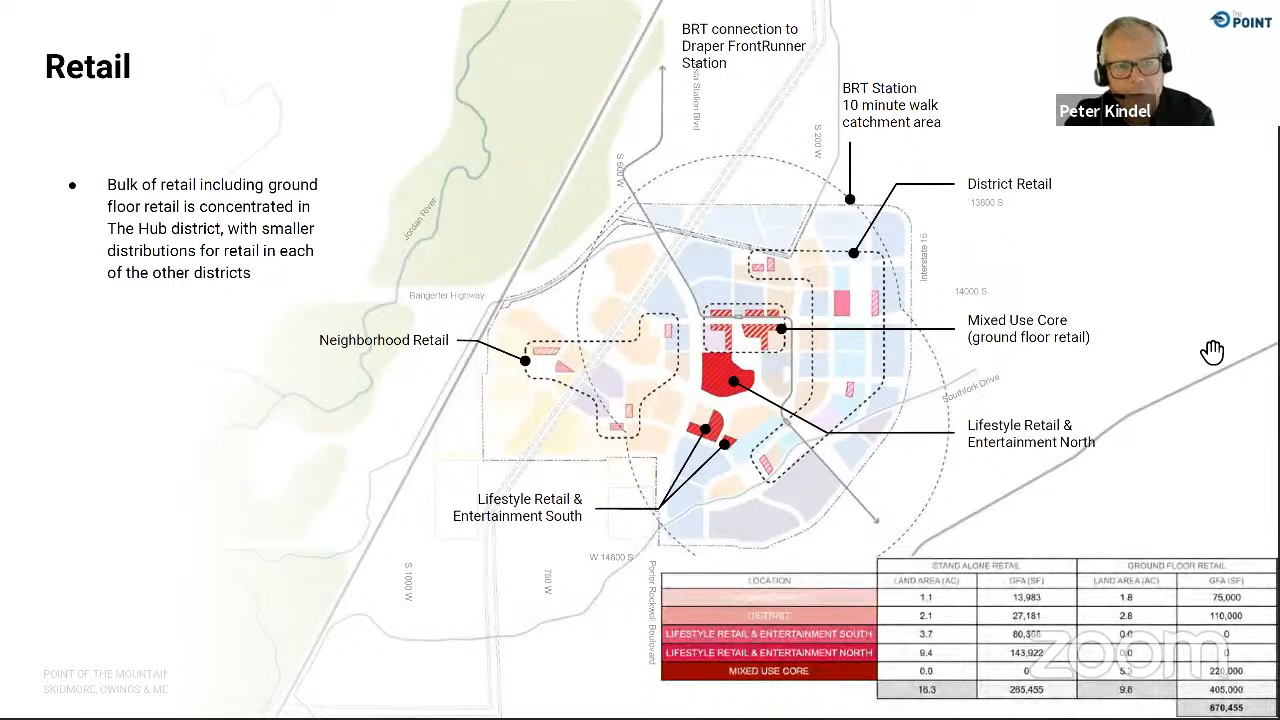 Retail
The
POINT
Peter Kindel
BRT connection to
Draper FrontRunner
Station
BRT Station
10 minute walk
catchment area
S 600 W
S 200 W
Bulk of retail including ground
floor retail is concentrated in
The Hub district, with smaller
distributions for retail in each
of the other districts
District Retail
13800 S
Jordan River
Interstate 15
Bangerter Highway
14000 S
Neighborhood Retail
Mixed Use Core
(ground floor retail)
Southfork Drive
Lifestyle Retail &
Entertainment North
Lifestyle Retail &
Entertainment South
W 14600 S
S 1000 W
760 W
Porter Rockwell Boulevard
STAND ALONE RETAIL GROUND FLOOR RETAIL
LOCATION LAND AREA (AC) GFA (SF) LAND AREA (AC) GFA (SF)
1.1 13,983 1.8 75,000
DISTRICT 2.1 27,181 2.8 110,000
LIFESTYLE RETAIL & ENTERTAINMENT SOUTH 3.7 80,368 0.0 0
LIFESTYLE RETAIL & ENTERTAINMENT NORTH 9.4 143,922 0.0 0
MIXED USE CORE 0.0 0 220,000
16.3 265,455 405,000
670,455
zoom
POINT OF THE MOUNTAIN
SKIDMORE, OWINGS & ME